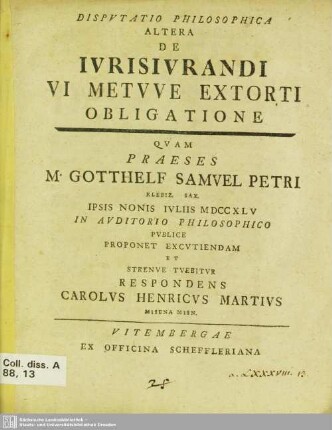 DISPVTATIO PHILOSOPHICA
ALTERA
DE
IVRISIVRANDI
VI METVVE EXTORTI
OBLIGATIONE
QVAM
PRAESES
M. GOTTHELF SAMVEL PETRI
SAX.
IPSIS NONIS IVLIIS MDCCXLV
IN AVDITORIO PHILOSOPHICO
PVBLICE
PROPONET EXCVTIENDAM
ET
STRENVE TVEBITVR
RESPONDENS
CAROLVS HENRICVS MARTIVS
MISENA MISN.
VITEMBERGAE
EX OFFICINA SCHEFFLERIANA
Coll. diss. A
88, 13